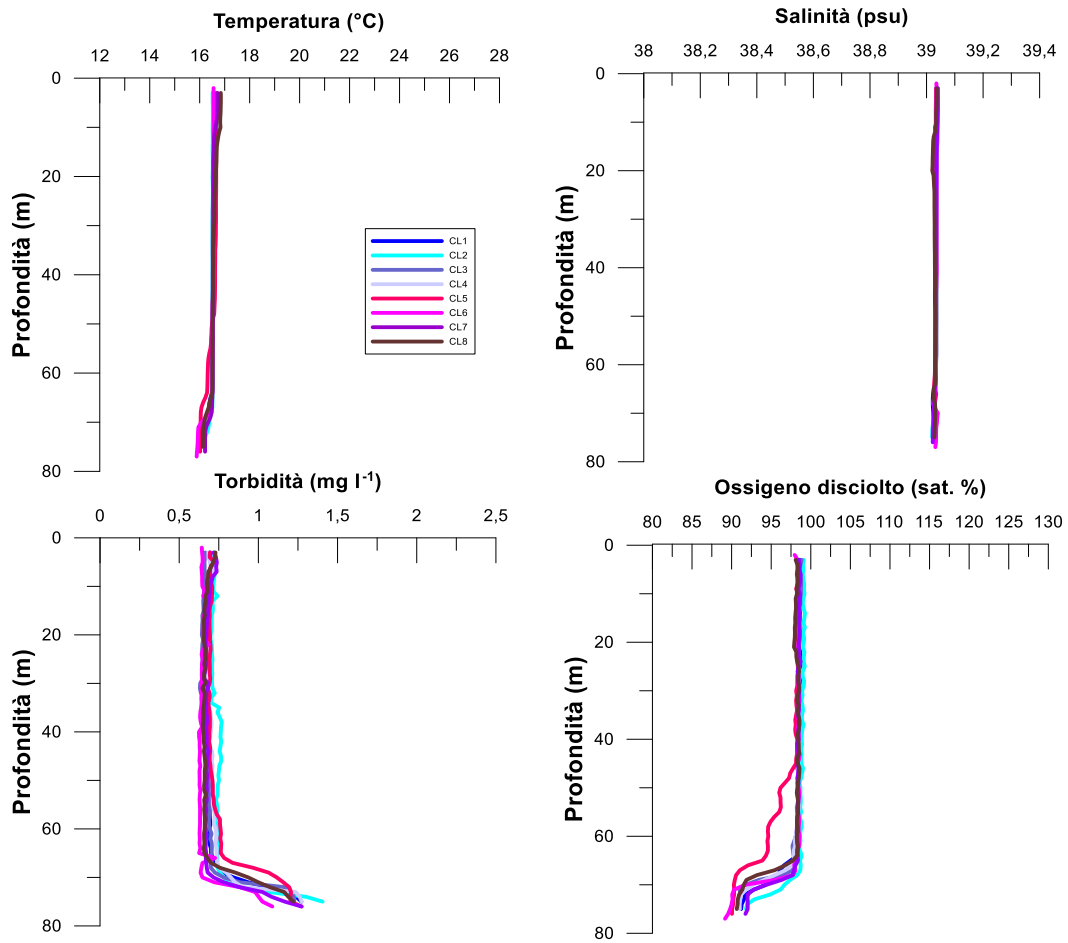 Temperatura (°C)
12 14 16 18 20 22 24 26 28
0
20
40
60
80
Profondità (m)
CL1
CL2
CL3
CL4
CL5
CL6
CL7
CL8
Salinità (psu)
38 38,2 38,4 38,6 38,8 39 39,2 39,4
0
20
40
60
80
Profondità (m)
Torbidità (mg l-1)
0 0,5 1 1,5 2 2,5
0
20
40
60
80
Profondità (m)
Ossigeno disciolto (sat. %)
80 85 90 95 100 105 110 115 120 125 130
0
20
40
60
80
Profondità (m)